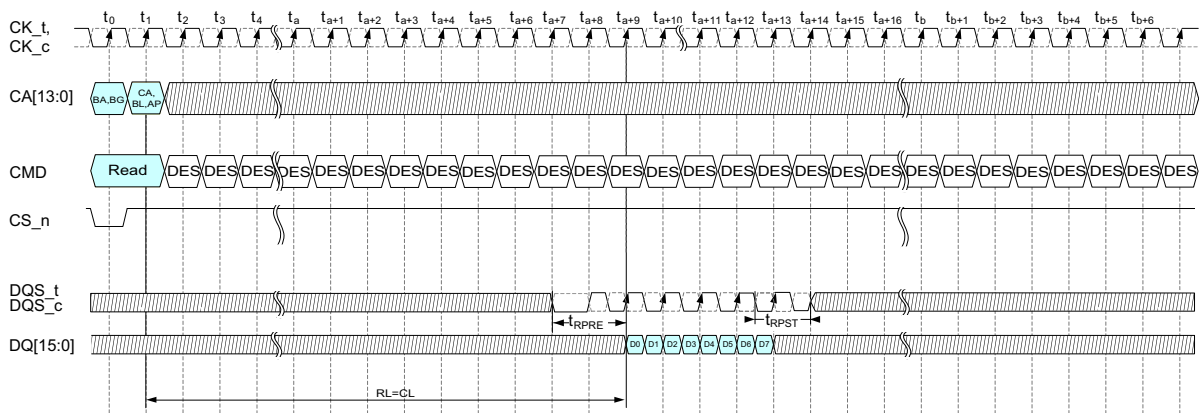 t0 t1 t2 t3 t4 ta ta+1 ta+2 ta+3 ta+4 ta+5 ta+6 ta+7 ta+8 ta+9 ta+10 ta+11 ta+12 ta+13 ta+14 ta+15 ta+16 tb tb+1 tb+2 tb+3 tb+4 tb+5 tb+6
CK_t,
CK_c
CA[13:0] BA,BG CA, BL,AP
CMD Read DES DES DES DES DES DES DES DES DES DES DES DES DES DES DES DES DES DES DES DES DES DES DES DES DES DES DES DES
CS_n
DQS_t
DQS_c
tRPRE tRPST
DQ[15:0] D0 D1 D2 D3 D4 D5 D6 D7
RL=CL